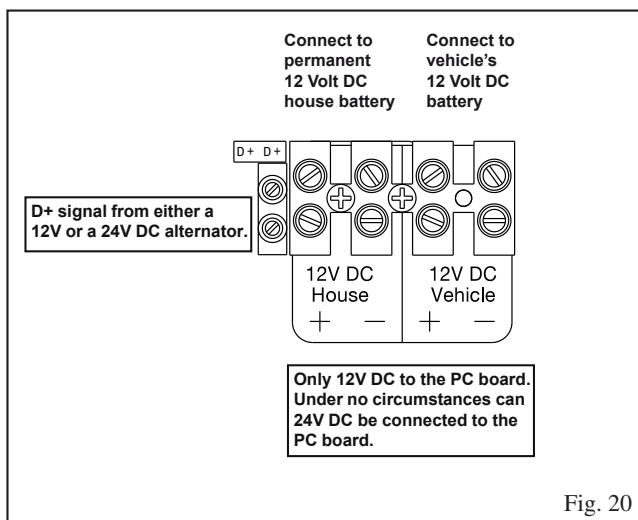 Connect to
permanent
12 Volt DC
house battery
Connect to
vehicle's
12 Volt DC
battery
D+ D+
D+ signal from either a
12V or a 24V DC alternator.
12V DC
House
+ −
12V DC
Vehicle
+ −
Only 12V DC to the PC board.
Under no circumstances can
24V DC be connected to the
PC board.
Fig. 20